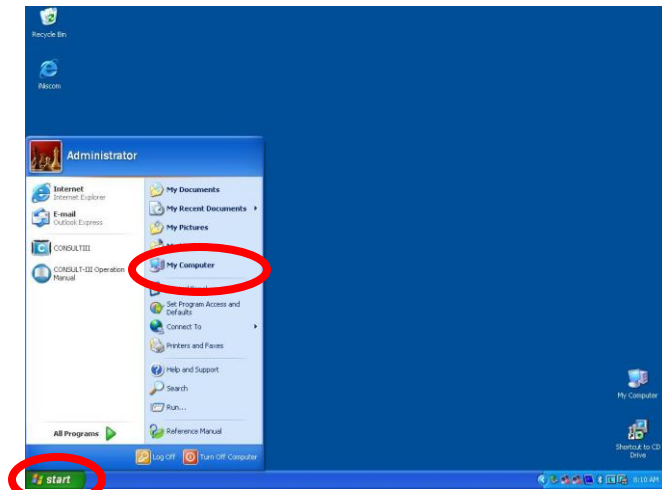 Recycle Bin
Administrator
Internet
Internet Explorer
E-mail
Outlook Express
CONSULTIII
CONSULT-III Operation
Manual
All Programs
My Documents
My Recent Documents
My Pictures
My Computer
Set Program Access and
Defaults
Connect To
Printers and Faxes
Help and Support
Search
Run...
Reference Manual
Log Off
Turn Off Computer
My Computer
Shortcut to CD
Drive
start
8:10 AM